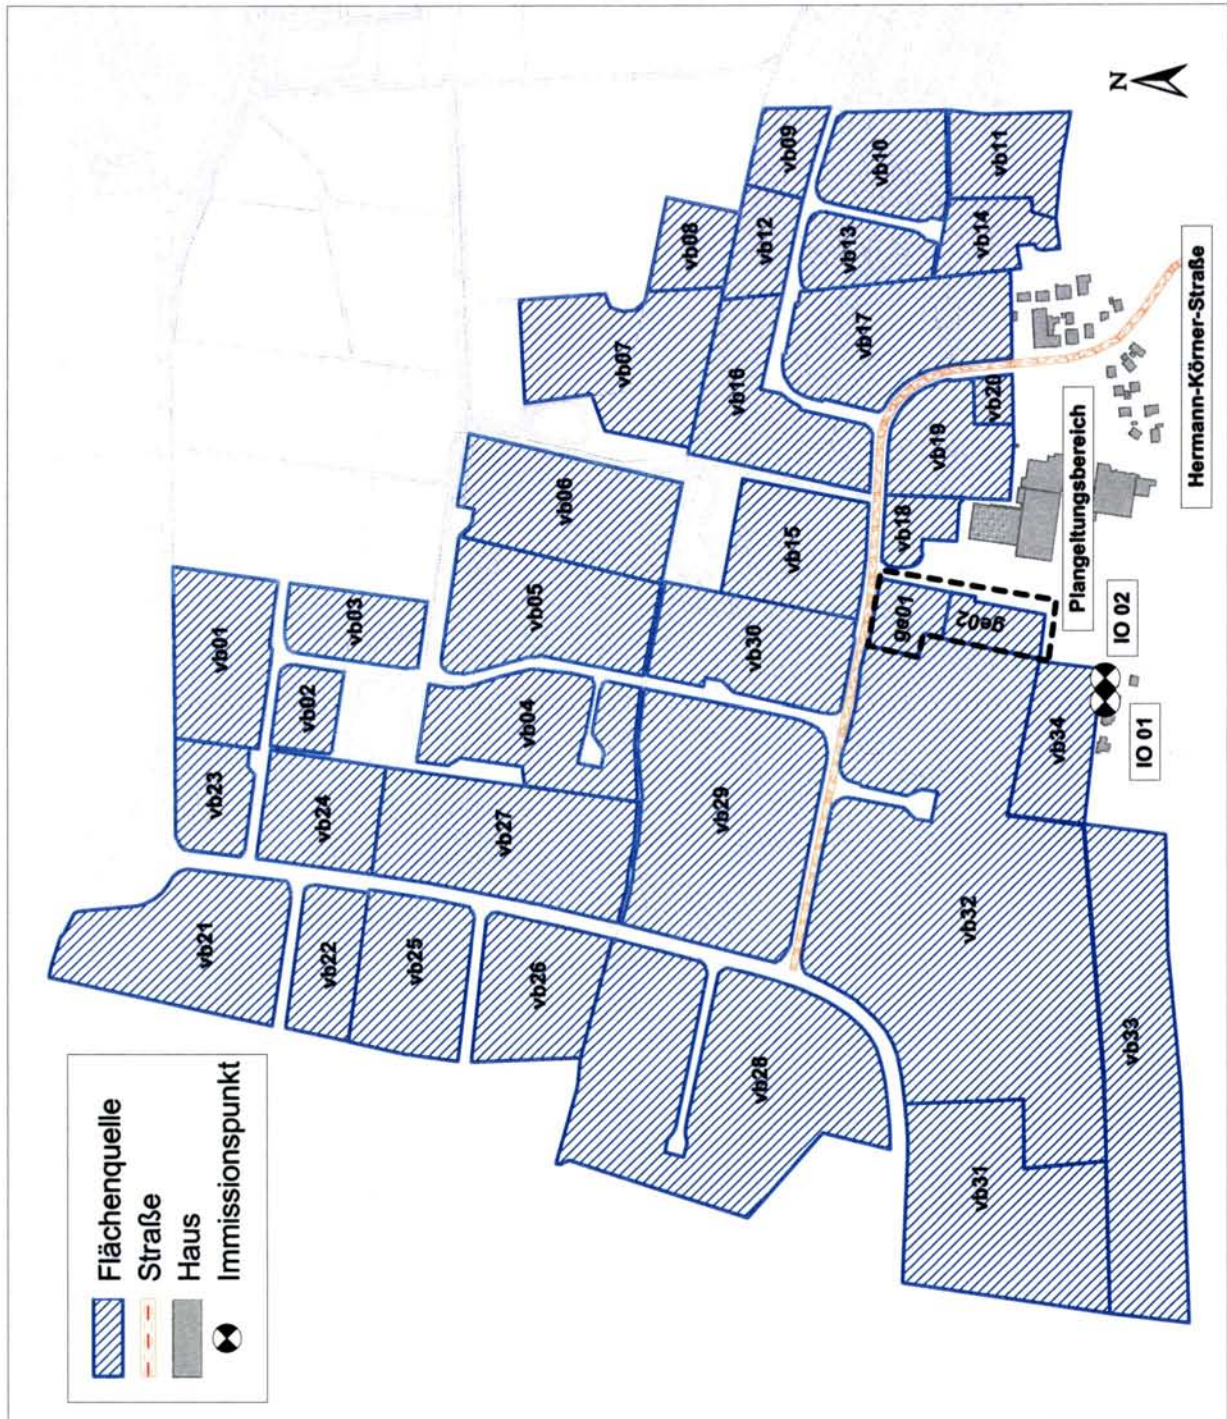 Flächenquelle
Straße
Haus
Immissionspunkt
N
vb01
vb02
vb03
vb04
vb05
vb06
vb07
vb08
vb09
vb10
vb11
vb12
vb13
vb14
vb15
vb16
vb17
vb18
vb19
vb20
vb21
vb22
vb23
vb24
vb25
vb26
vb27
vb28
vb29
vb30
vb31
vb32
vb33
vb34
ge01
ge02
Plangeltungsbereich
Hermann-Körner-Straße
IO 01
IO 02